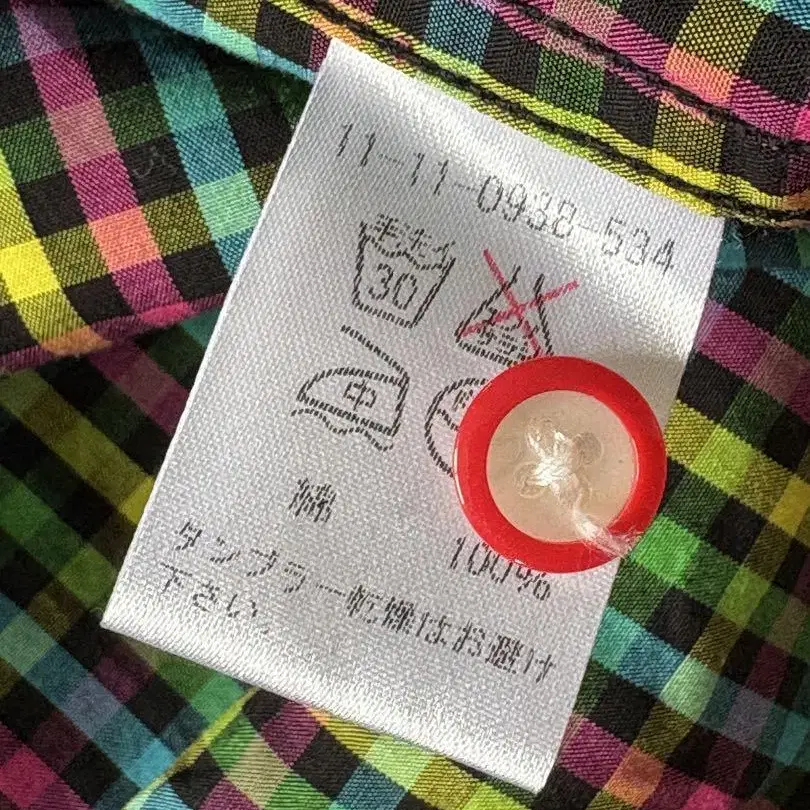 11-11-0938-534
手洗イ
30
中
綿
100%
タンブラー乾燥はお避け
下さい。